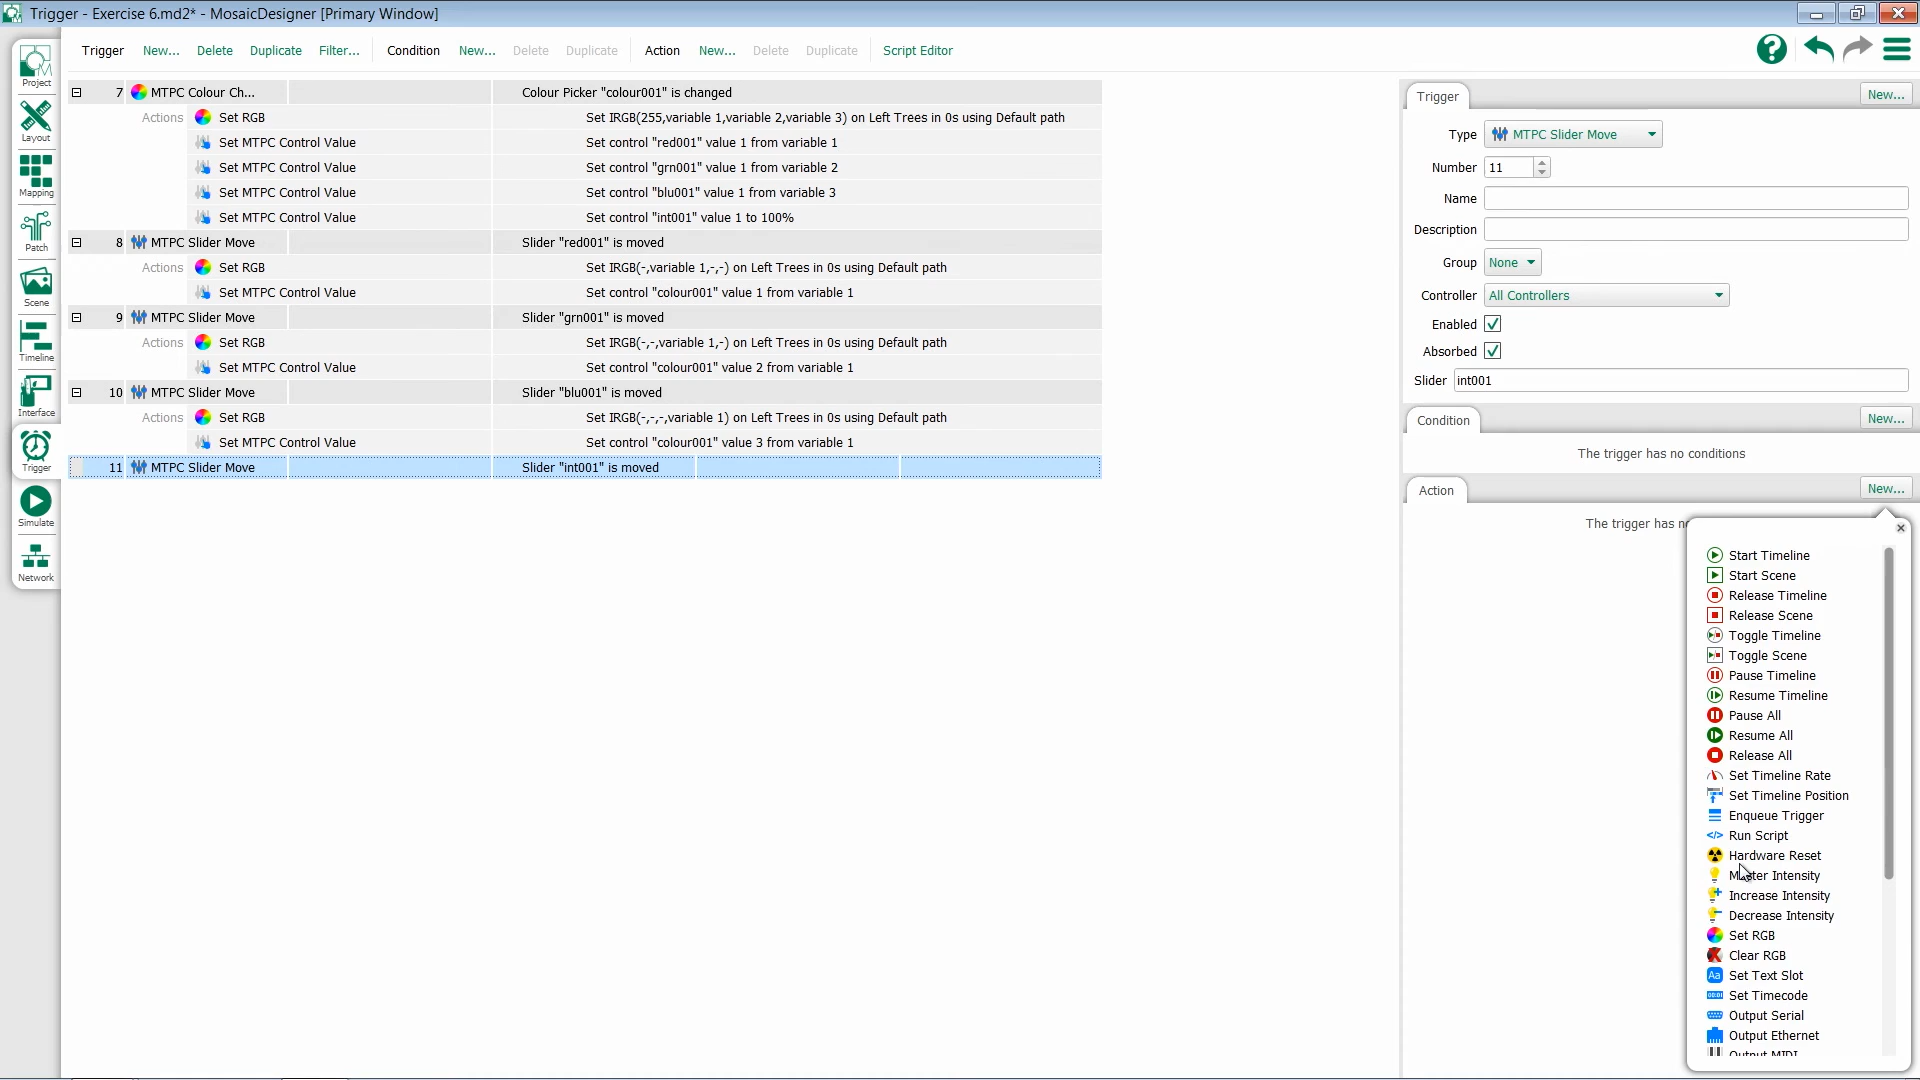 Trigger - Exercise 6.md2* - MosaicDesigner [Primary Window]
Trigger New... Delete Duplicate Filter... Condition New... Delete Duplicate Action New... Delete Duplicate Script Editor
Project
Layout
Mapping
Patch
Scene
Timeline
Interface
Trigger
Simulate
Network
7 MTPC Colour Ch... Colour Picker "colour001" is changed
Actions Set RGB Set IRGB(255,variable 1,variable 2,variable 3) on Left Trees in 0s using Default path
Set MTPC Control Value Set control "red001" value 1 from variable 1
Set MTPC Control Value Set control "grn001" value 1 from variable 2
Set MTPC Control Value Set control "blu001" value 1 from variable 3
Set MTPC Control Value Set control "int001" value 1 to 100%
8 MTPC Slider Move Slider "red001" is moved
Actions Set RGB Set IRGB(-,variable 1,-,-) on Left Trees in 0s using Default path
Set MTPC Control Value Set control "colour001" value 1 from variable 1
9 MTPC Slider Move Slider "grn001" is moved
Actions Set RGB Set IRGB(-,-,variable 1,-) on Left Trees in 0s using Default path
Set MTPC Control Value Set control "colour001" value 2 from variable 1
10 MTPC Slider Move Slider "blu001" is moved
Actions Set RGB Set IRGB(-,-,-,variable 1) on Left Trees in 0s using Default path
Set MTPC Control Value Set control "colour001" value 3 from variable 1
11 MTPC Slider Move Slider "int001" is moved
Trigger New...
Type MTPC Slider Move
Number 11
Name
Description
Group None
Controller All Controllers
Enabled
Absorbed
Slider int001
Condition New...
The trigger has no conditions
Action New...
The trigger has
Start Timeline
Start Scene
Release Timeline
Release Scene
Toggle Timeline
Toggle Scene
Pause Timeline
Resume Timeline
Pause All
Resume All
Release All
Set Timeline Rate
Set Timeline Position
Enqueue Trigger
Run Script
Hardware Reset
Master Intensity
Increase Intensity
Decrease Intensity
Set RGB
Clear RGB
Set Text Slot
Set Timecode
Output Serial
Output Ethernet
Output MIDI